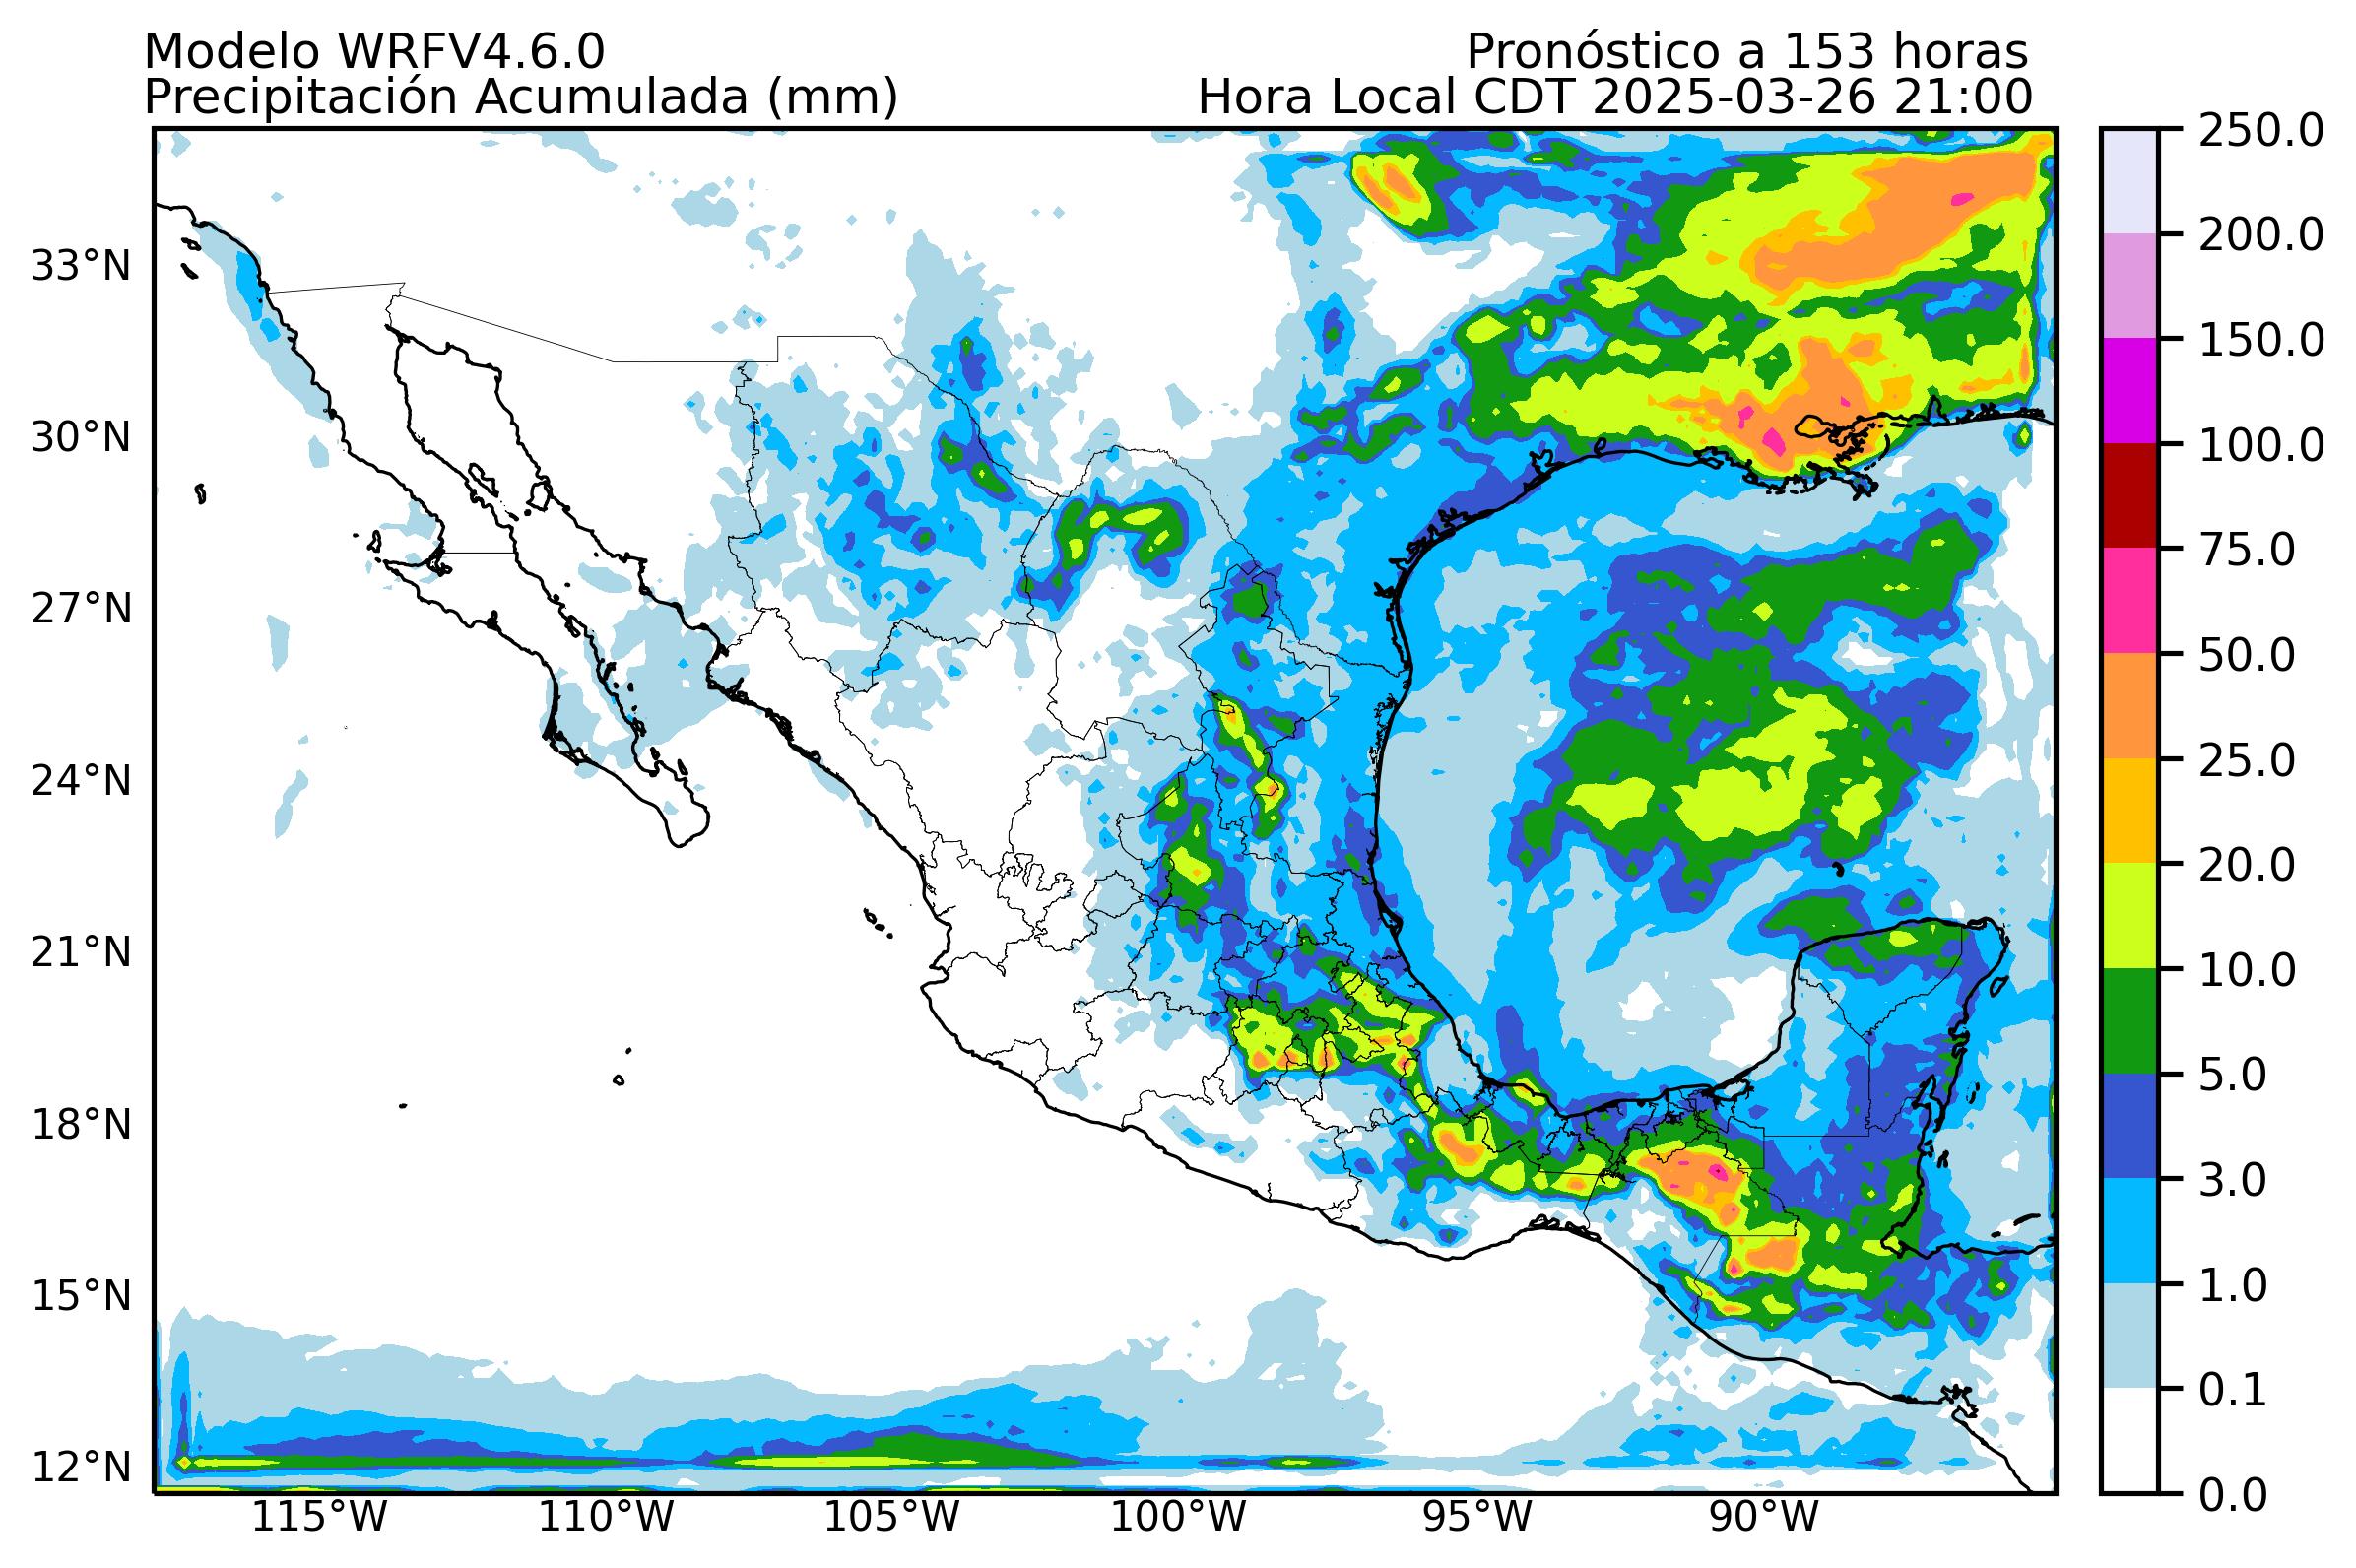 Modelo WRFV4.6.0
Pronóstico a 153 horas
Precipitación Acumulada (mm)
Hora Local CDT 2025-03-26 21:00
33°N
30°N
27°N
24°N
21°N
18°N
15°N
12°N
115°W
110°W
105°W
100°W
95°W
90°W
250.0
200.0
150.0
100.0
75.0
50.0
25.0
20.0
10.0
5.0
3.0
1.0
0.1
0.0